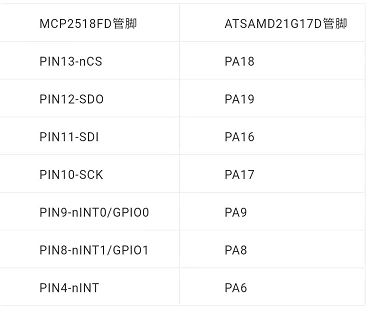 MCP2518FD管脚 ATSAMD21G17D管脚
PIN13-nCS PA18
PIN12-SDO PA19
PIN11-SDI PA16
PIN10-SCK PA17
PIN9-nINT0/GPIO0 PA9
PIN8-nINT1/GPIO1 PA8
PIN4-nINT PA6